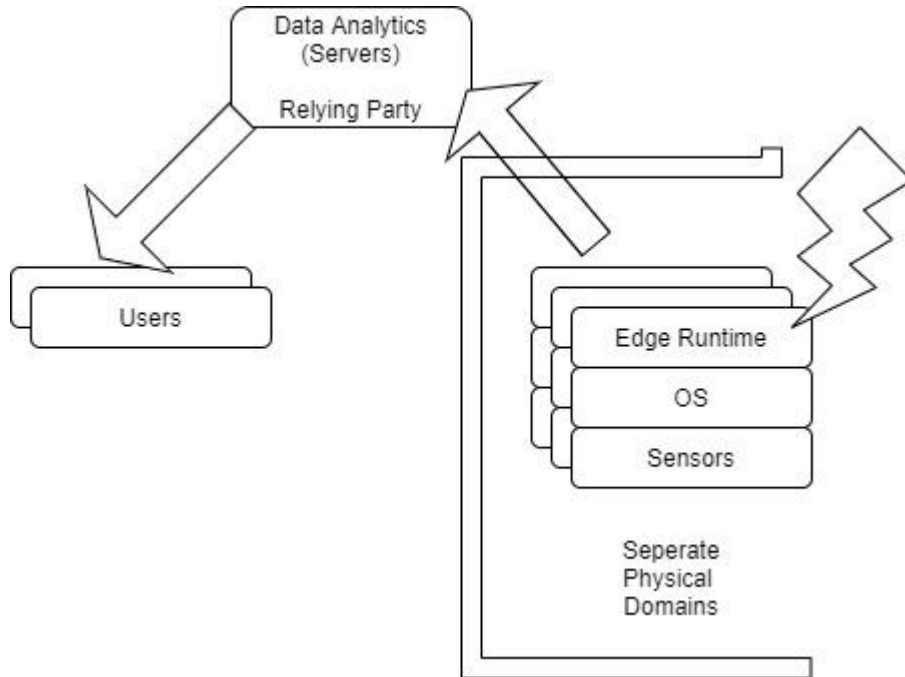 Data Analytics
(Servers)
Relying Party
Users
Edge Runtime
OS
Sensors
Seperate
Physical
Domains